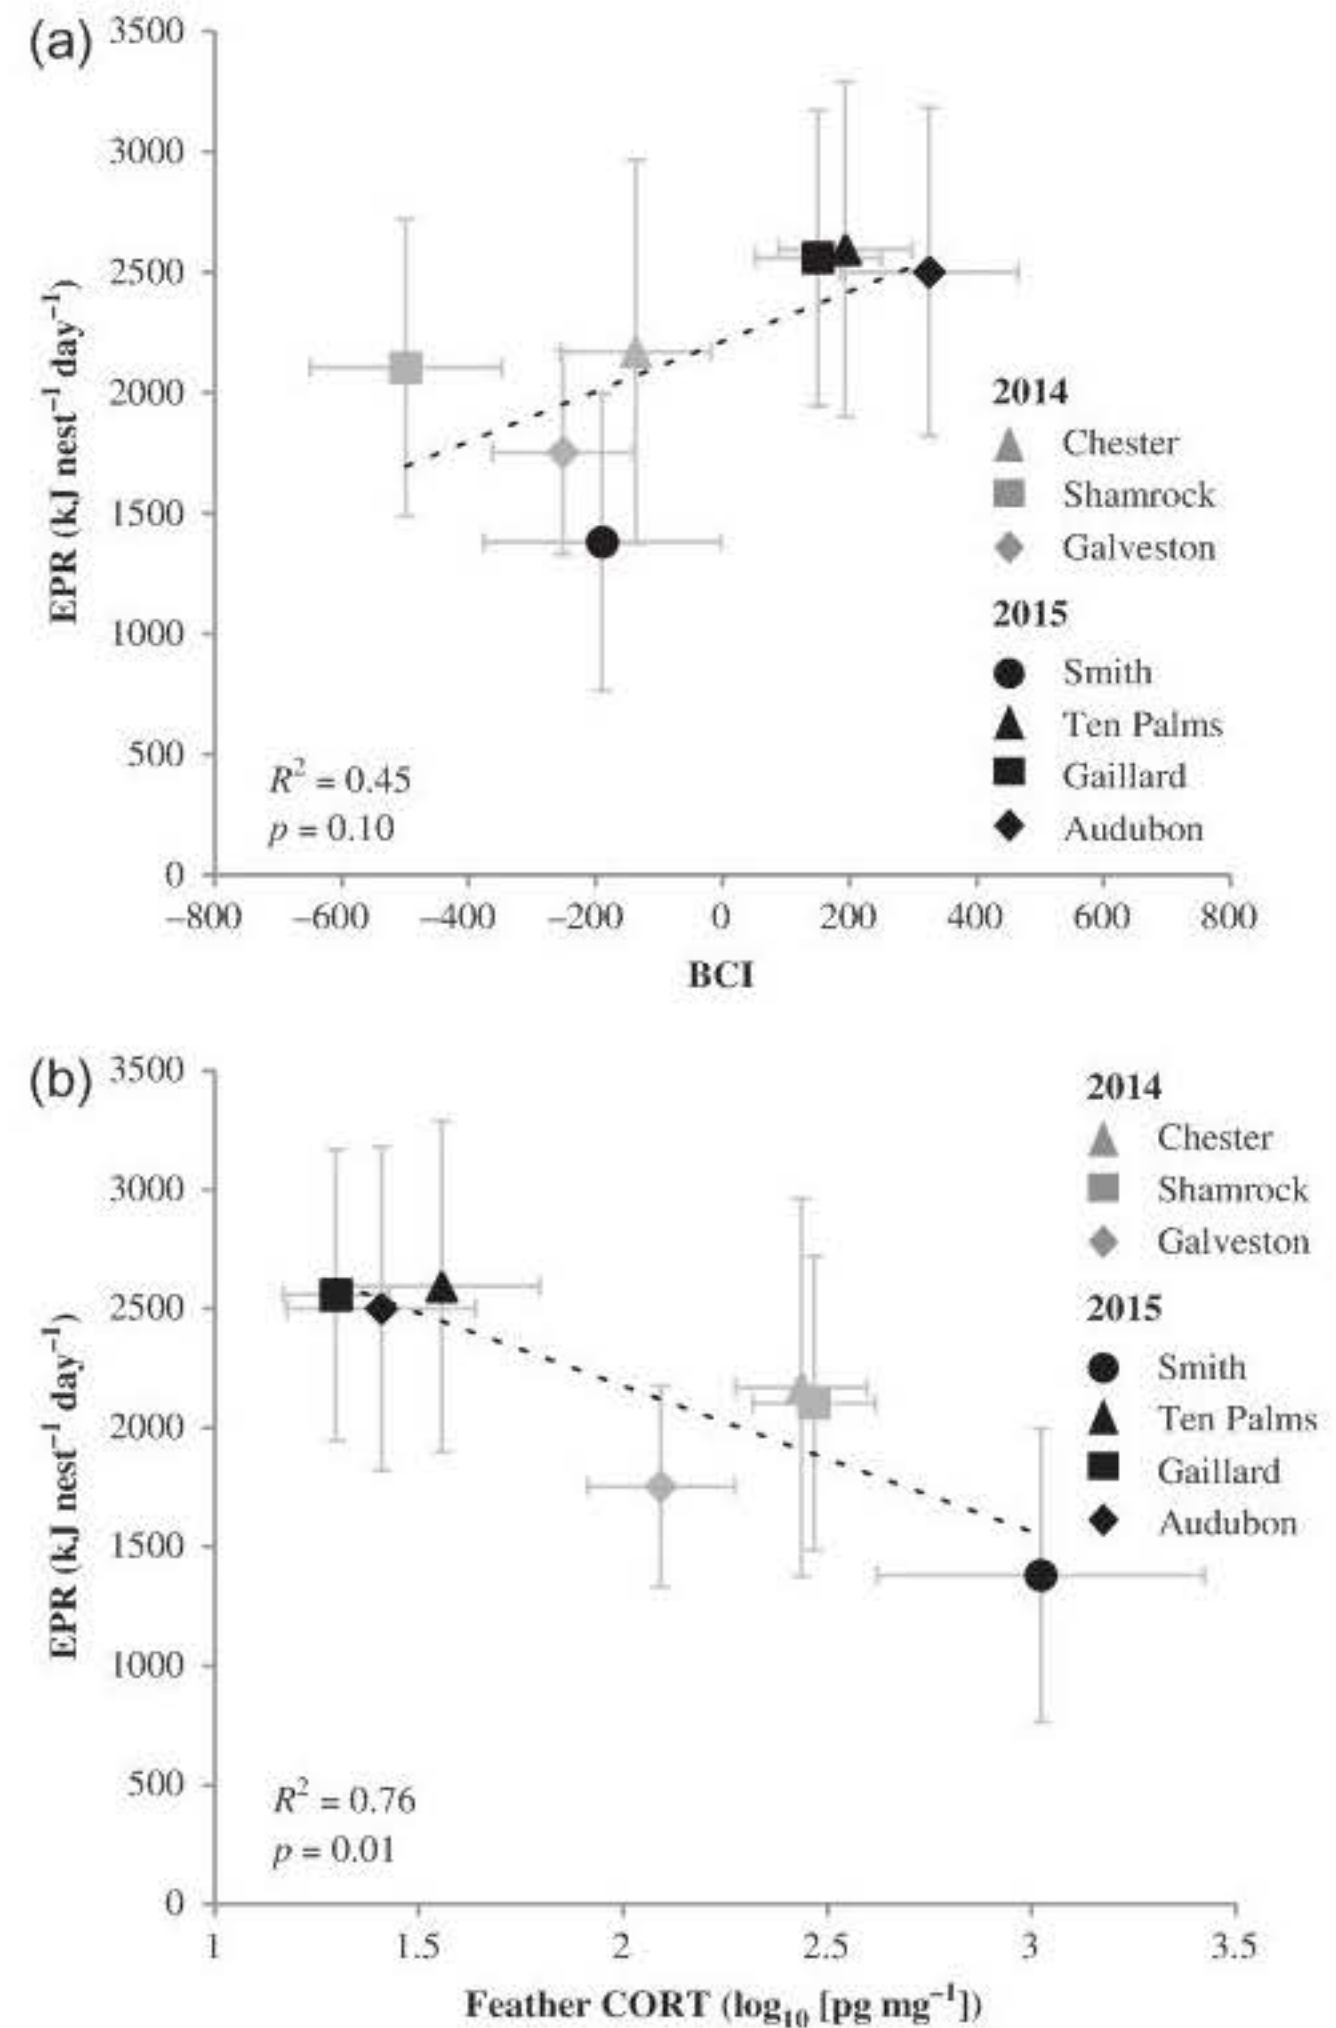 (a)
3500
3000
2500
2000
1500
1000
500
0
EPR (kJ nest⁻¹ day⁻¹)
2014
Chester
Shamrock
Galveston
2015
Smith
Ten Palms
Gaillard
Audubon
R² = 0.45
p = 0.10
−800 −600 −400 −200 0 200 400 600 800
BCI
(b)
3500
3000
2500
2000
1500
1000
500
0
EPR (kJ nest⁻¹ day⁻¹)
2014
Chester
Shamrock
Galveston
2015
Smith
Ten Palms
Gaillard
Audubon
R² = 0.76
p = 0.01
1 1.5 2 2.5 3 3.5
Feather CORT (log₁₀ [pg mg⁻¹])